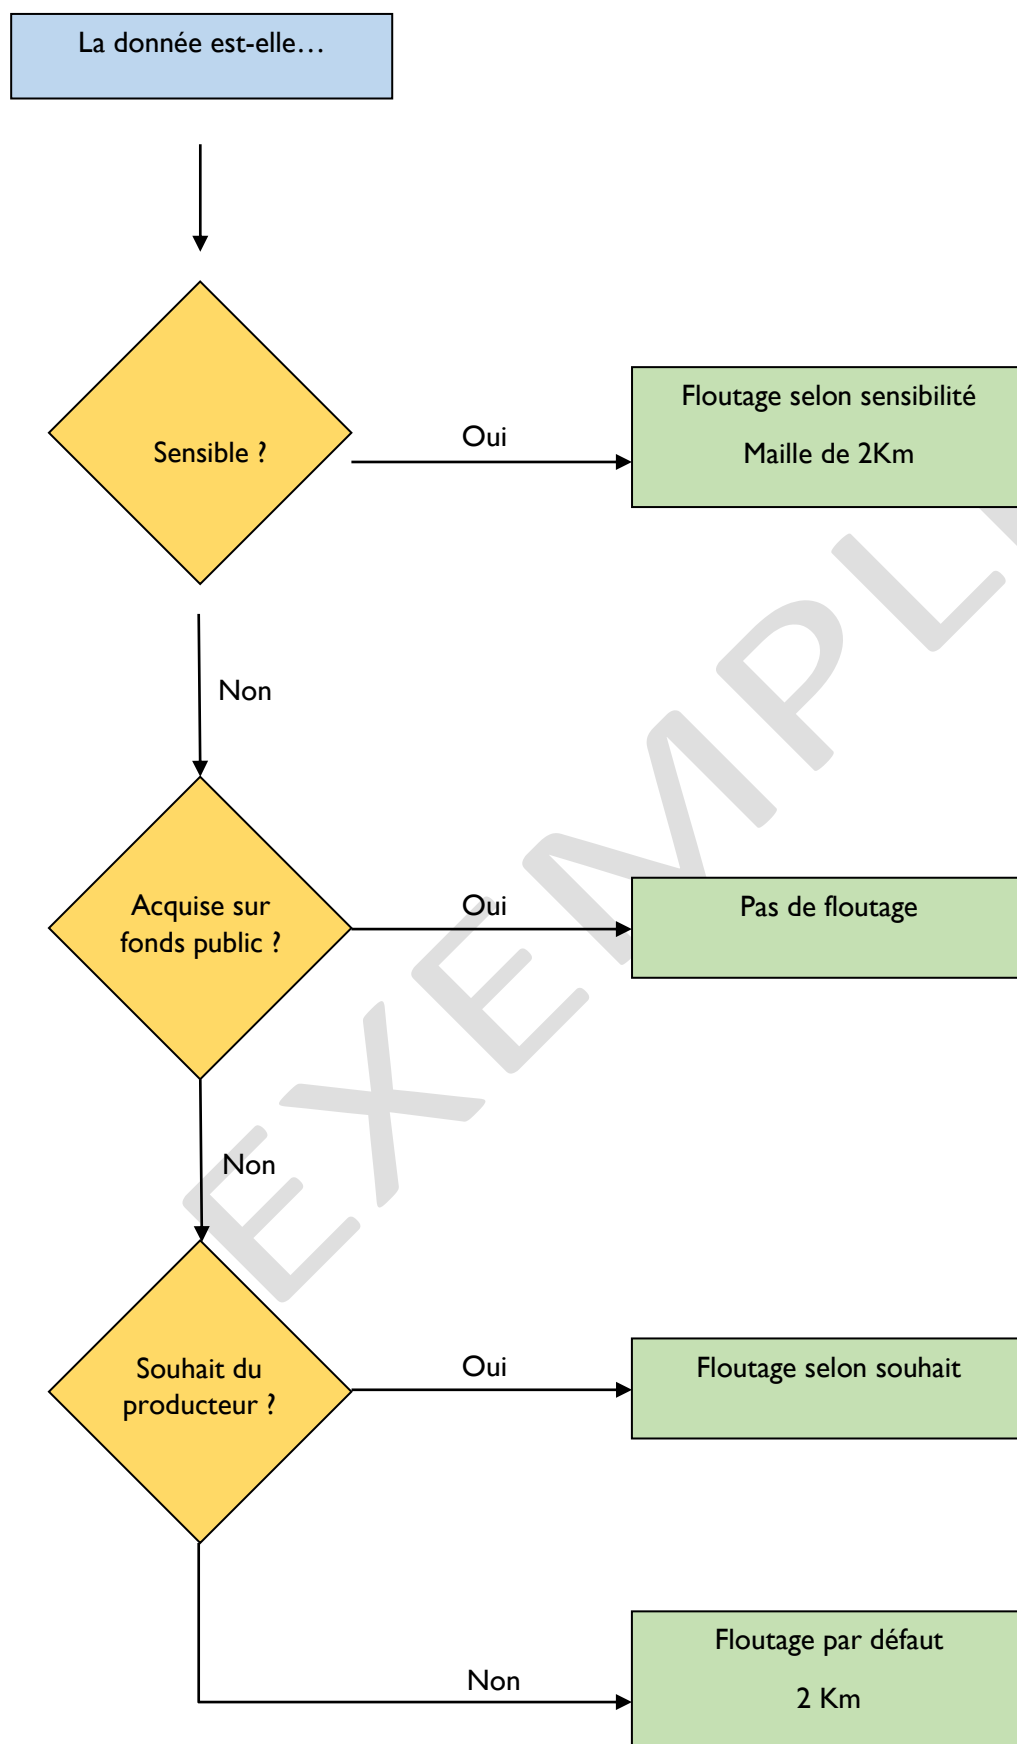 La donnée est-elle…
Sensible ?
Oui
Floutage selon sensibilité
Maille de 2Km
Non
Acquise sur
fonds public ?
Oui
Pas de floutage
Non
Souhait du
producteur ?
Oui
Floutage selon souhait
Non
Floutage par défaut
2 Km
EXEMPL